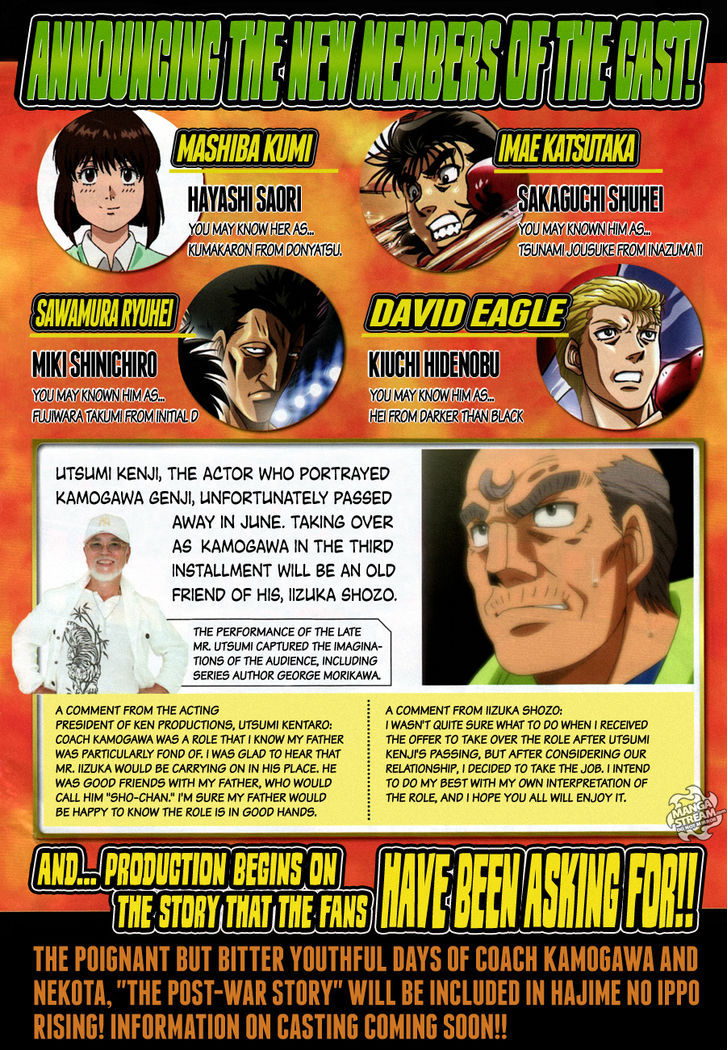 ANNOUNCING THE NEW MEMBERS OF THE CAST!
MASHIBA KUMI
HAYASHI SAORI
YOU MAY KNOW HER AS...
KUMAKARON FROM DONYATSU.
IMAE KATSUTAKA
SAKAGUCHI SHUHEI
YOU MAY KNOWN HIM AS...
TSUNAMI JOUSUKE FROM INAZUMA 11
SAWAMURA RYUHEI
MIKI SHINICHIRO
YOU MAY KNOWN HIM AS...
FUJIWARA TAKUMI FROM INITIAL D
DAVID EAGLE
KIUCHI HIDENOBU
YOU MAY KNOW HIM AS...
HEI FROM DARKER THAN BLACK
UTSUMI KENJI, THE ACTOR WHO PORTRAYED
KAMOGAWA GENJI, UNFORTUNATELY PASSED
AWAY IN JUNE. TAKING OVER
AS KAMOGAWA IN THE THIRD
INSTALLMENT WILL BE AN OLD
FRIEND OF HIS, IIZUKA SHOZO.
THE PERFORMANCE OF THE LATE
MR. UTSUMI CAPTURED THE IMAGINA-
TIONS OF THE AUDIENCE, INCLUDING
SERIES AUTHOR GEORGE MORIKAWA.
A COMMENT FROM THE ACTING
PRESIDENT OF KEN PRODUCTIONS, UTSUMI KENTARO:
COACH KAMOGAWA WAS A ROLE THAT I KNOW MY FATHER
WAS PARTICULARLY FOND OF. I WAS GLAD TO HEAR THAT
MR. IIZUKA WOULD BE CARRYING ON IN HIS PLACE. HE
WAS GOOD FRIENDS WITH MY FATHER, WHO WOULD
CALL HIM "SHO-CHAN." I'M SURE MY FATHER WOULD
BE HAPPY TO KNOW THE ROLE IS IN GOOD HANDS.
A COMMENT FROM IIZUKA SHOZO:
I WASN'T QUITE SURE WHAT TO DO WHEN I RECEIVED
THE OFFER TO TAKE OVER THE ROLE AFTER UTSUMI
KENJI'S PASSING, BUT AFTER CONSIDERING OUR
RELATIONSHIP, I DECIDED TO TAKE THE JOB. I INTEND
TO DO MY BEST WITH MY OWN INTERPRETATION OF
THE ROLE, AND I HOPE YOU ALL WILL ENJOY IT.
MANGA
STREAM
AND... PRODUCTION BEGINS ON
THE STORY THAT THE FANS
HAVE BEEN ASKING FOR!!
THE POIGNANT BUT BITTER YOUTHFUL DAYS OF COACH KAMOGAWA AND
NEKOTA, "THE POST-WAR STORY" WILL BE INCLUDED IN HAJIME NO IPPO
RISING! INFORMATION ON CASTING COMING SOON!!